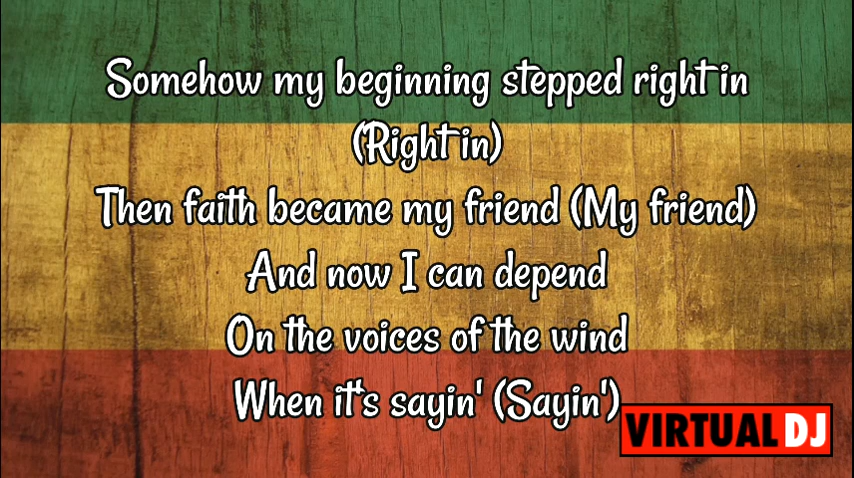 Somehow my beginning stepped right in
(Right in)
Then faith became my friend (My friend)
And now I can depend
On the voices of the wind
When it's sayin' (Sayin')
VIRTUAL DJ